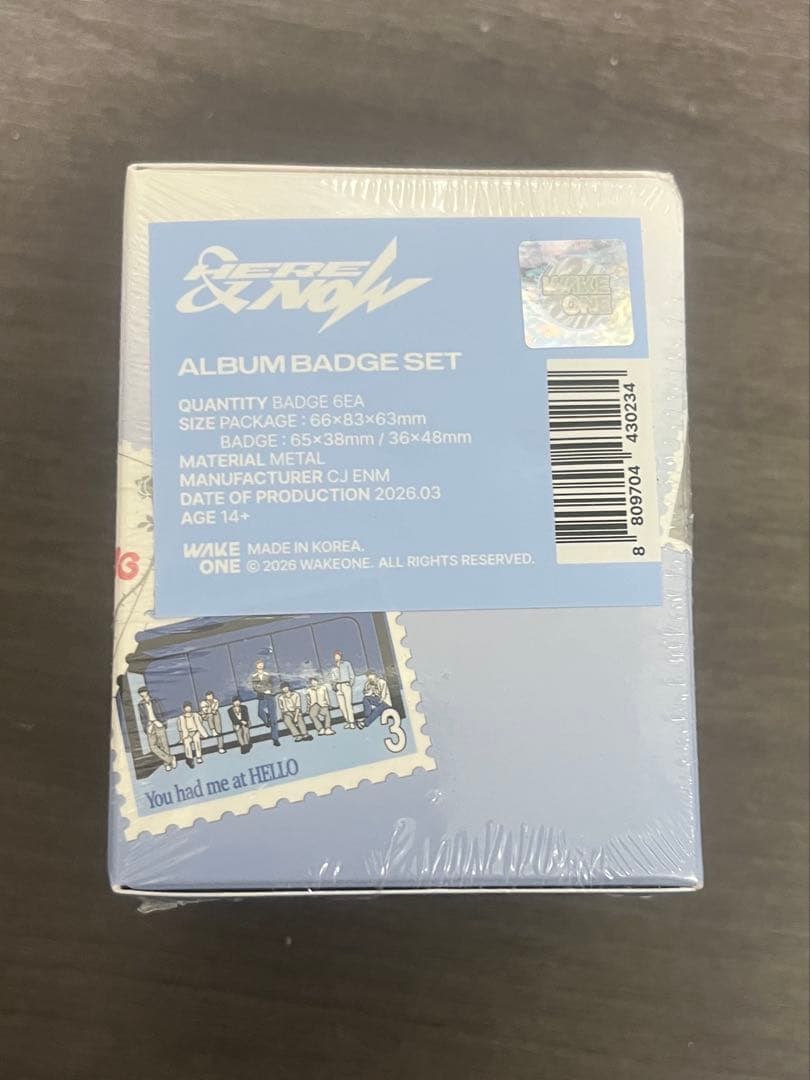 HERE & NOW
WAKE
ONE
ALBUM BADGE SET
QUANTITY BADGE 6EA
SIZE PACKAGE : 66×83×63mm
BADGE : 65×38mm / 36×48mm
MATERIAL METAL
MANUFACTURER CJ ENM
DATE OF PRODUCTION 2026.03
AGE 14+
WAKE ONE MADE IN KOREA.
© 2026 WAKEONE. ALL RIGHTS RESERVED.
8 809704 430234
3
You had me at HELLO